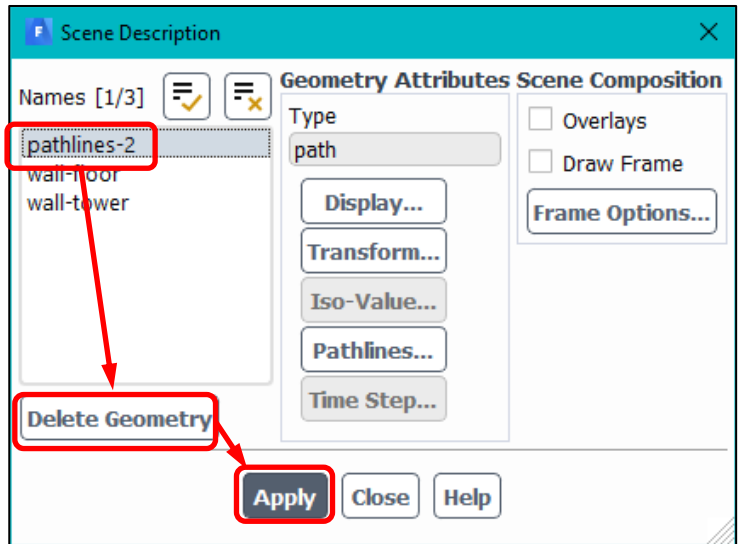 F Scene Description
Names [1/3]
pathlines-2
wall-floor
wall-tower
Delete Geometry
Geometry Attributes
Type
path
Display...
Transform...
Iso-Value...
Pathlines...
Time Step...
Scene Composition
Overlays
Draw Frame
Frame Options...
Apply Close Help